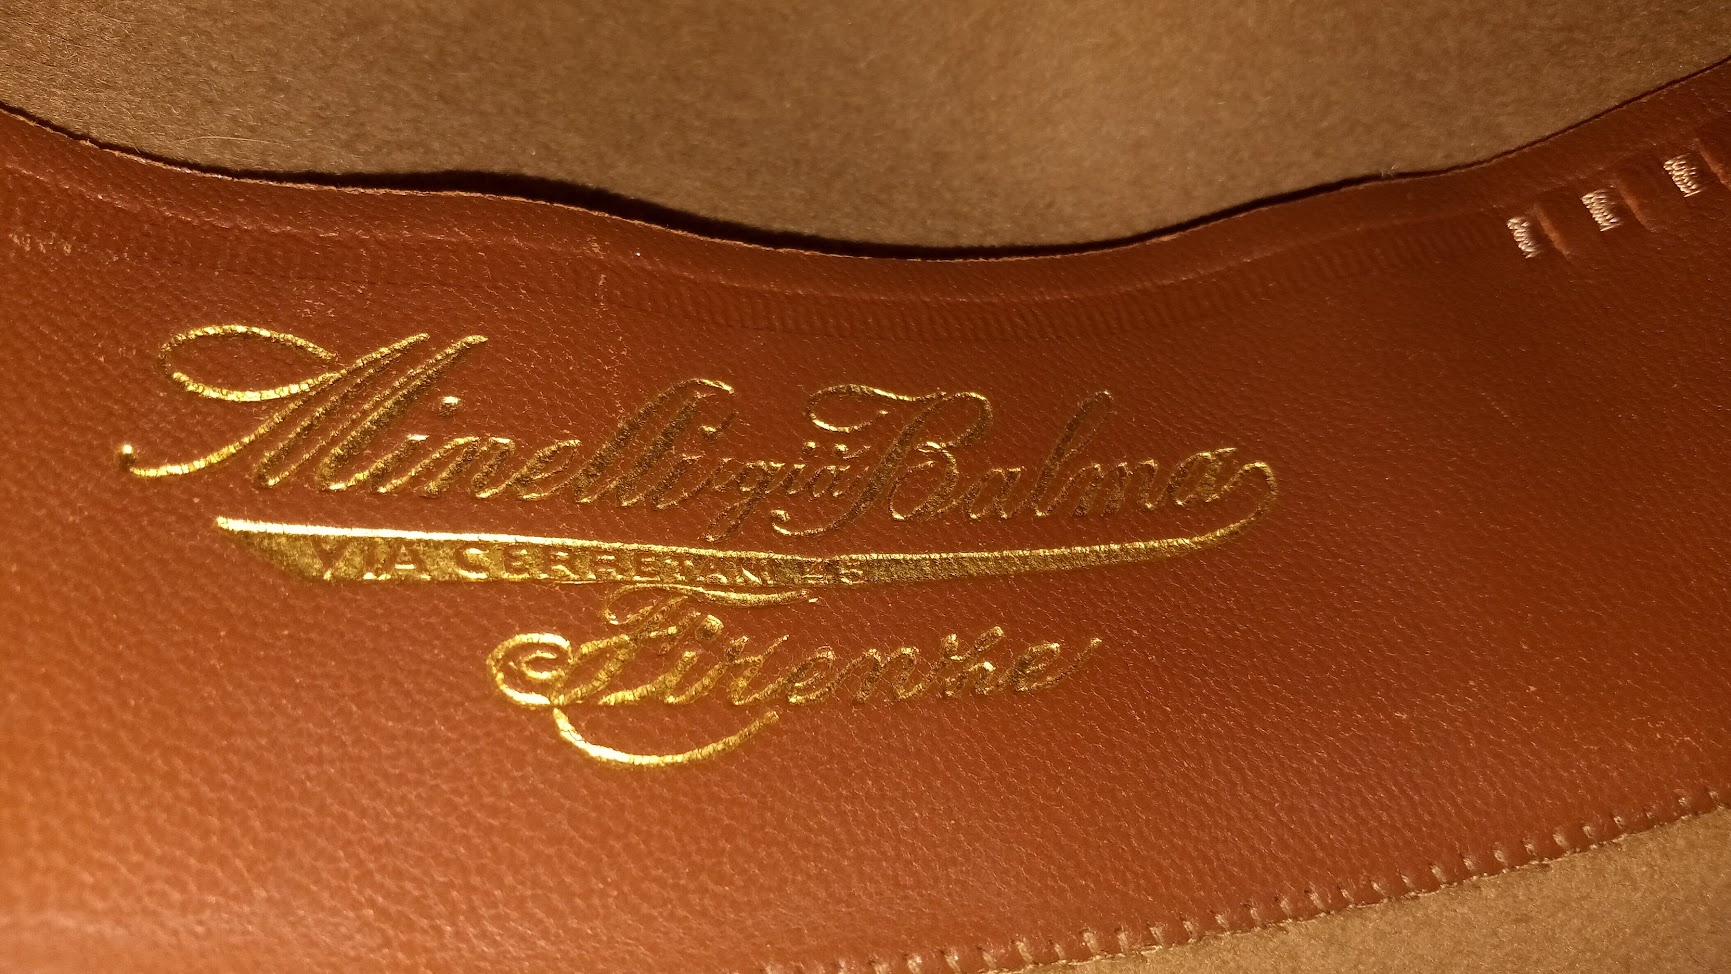 Minelli già Balma
VIA CERRETANI
Firenze